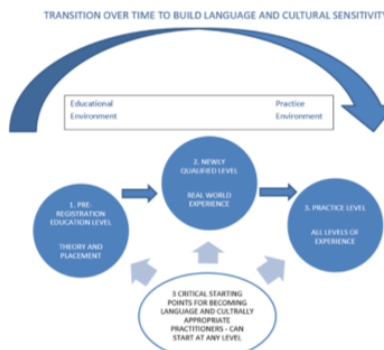 TRANSITION OVER TIME TO BUILD LANGUAGE AND CULTURAL SENSITIVITY
Educational
Environment
Practice
Environment
2. NEWLY
QUALIFIED LEVEL
REAL WORLD
EXPERIENCE
1. PRE-
REGISTRATION
EDUCATION LEVEL
THEORY AND
PLACEMENT
3. PRACTICE LEVEL
ALL LEVELS OF
EXPERIENCE
3 CRITICAL STARTING
POINTS FOR BECOMING
LANGUAGE AND CULTRALLY
APPROPRIATE
PRACTITIONERS - CAN
START AT ANY LEVEL